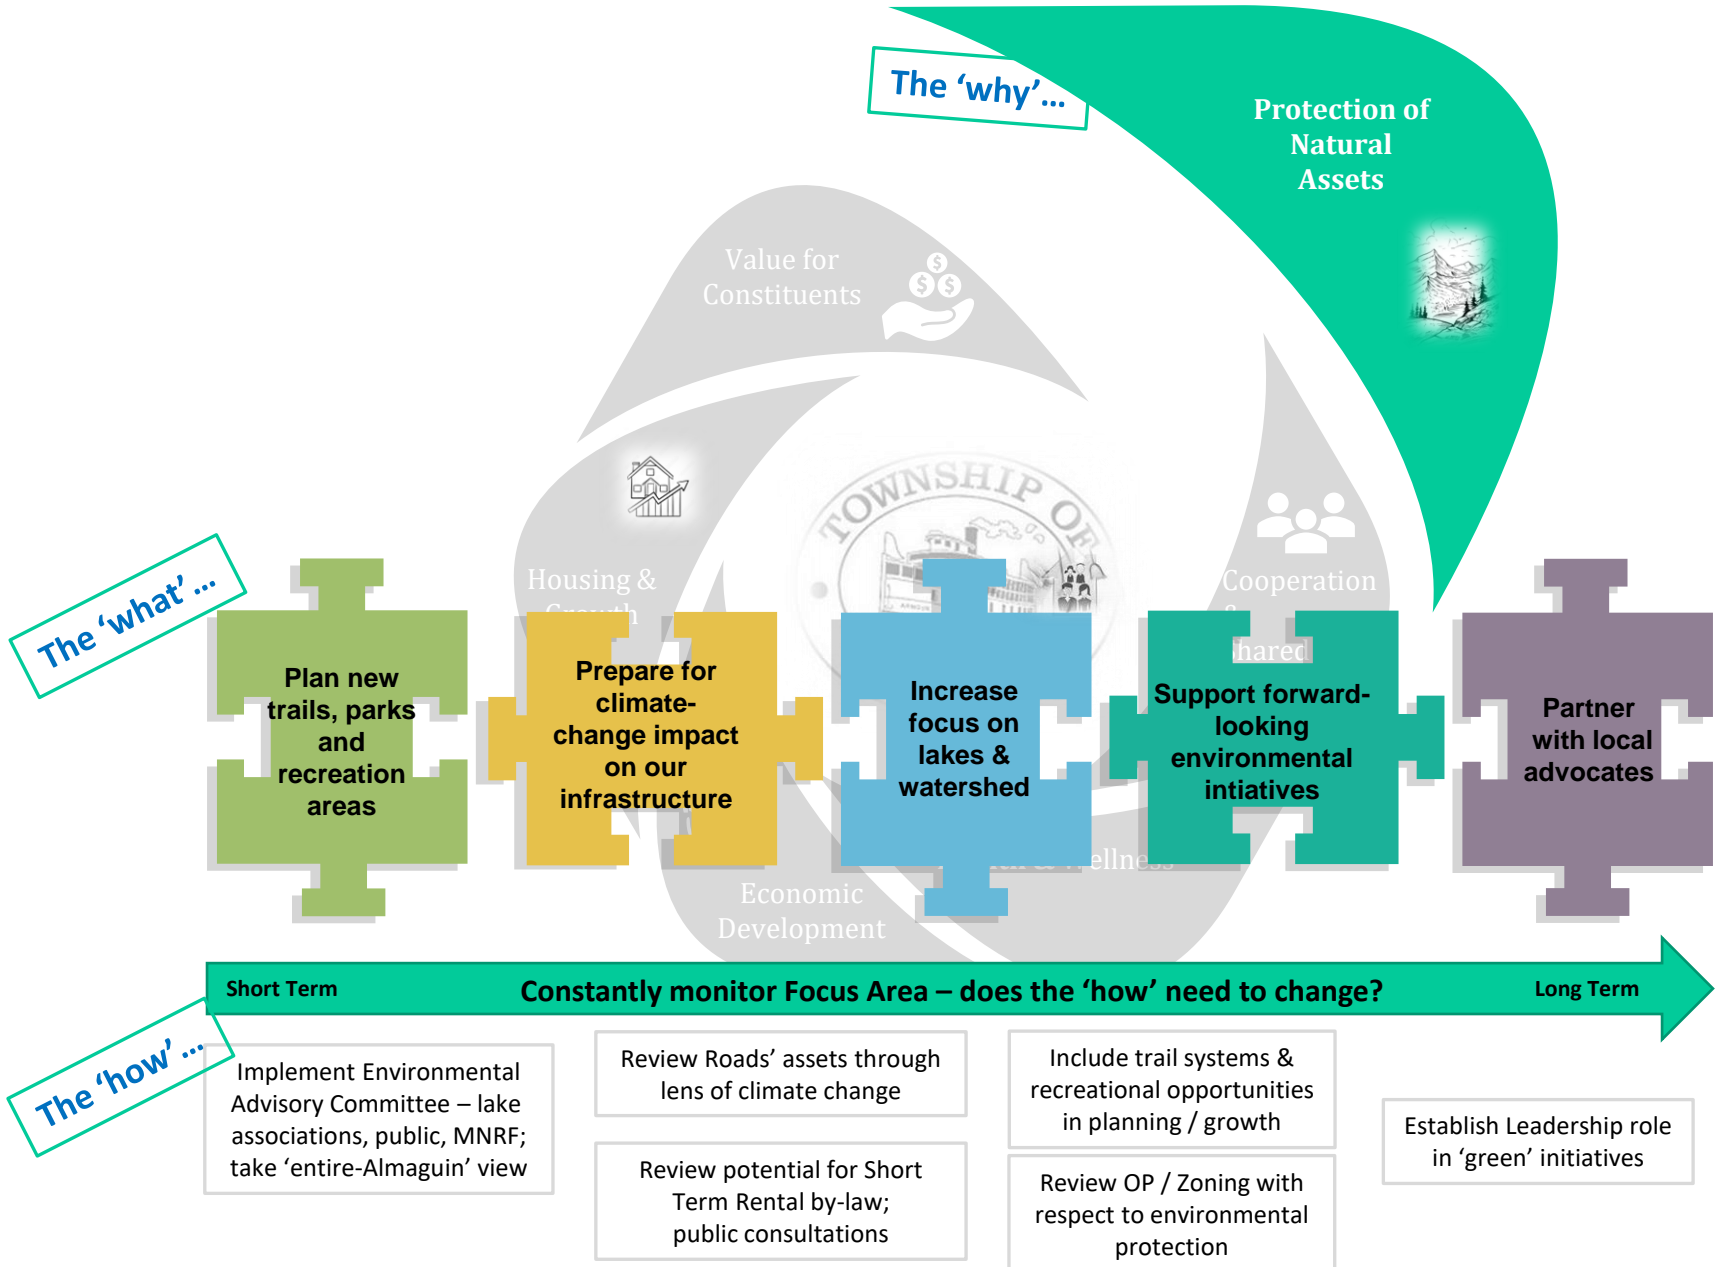 The ‘why’…
Protection of
Natural
Assets
Value for
Constituents
TOWNSHIP OF
Housing &
Growth
Cooperation
&
Shared
The ‘what’ …
Plan new
trails, parks
and
recreation
areas
Prepare for
climate-
change impact
on our
infrastructure
Increase
focus on
lakes &
watershed
Support forward-
looking
environmental
intiatives
Partner
with local
advocates
& Wellness
Economic
Development
Short Term
Constantly monitor Focus Area – does the ‘how’ need to change?
Long Term
The ‘how’ …
Implement Environmental
Advisory Committee – lake
associations, public, MNRF;
take ‘entire-Almaguin’ view
Review Roads’ assets through
lens of climate change
Review potential for Short
Term Rental by-law;
public consultations
Include trail systems &
recreational opportunities
in planning / growth
Review OP / Zoning with
respect to environmental
protection
Establish Leadership role
in ‘green’ initiatives